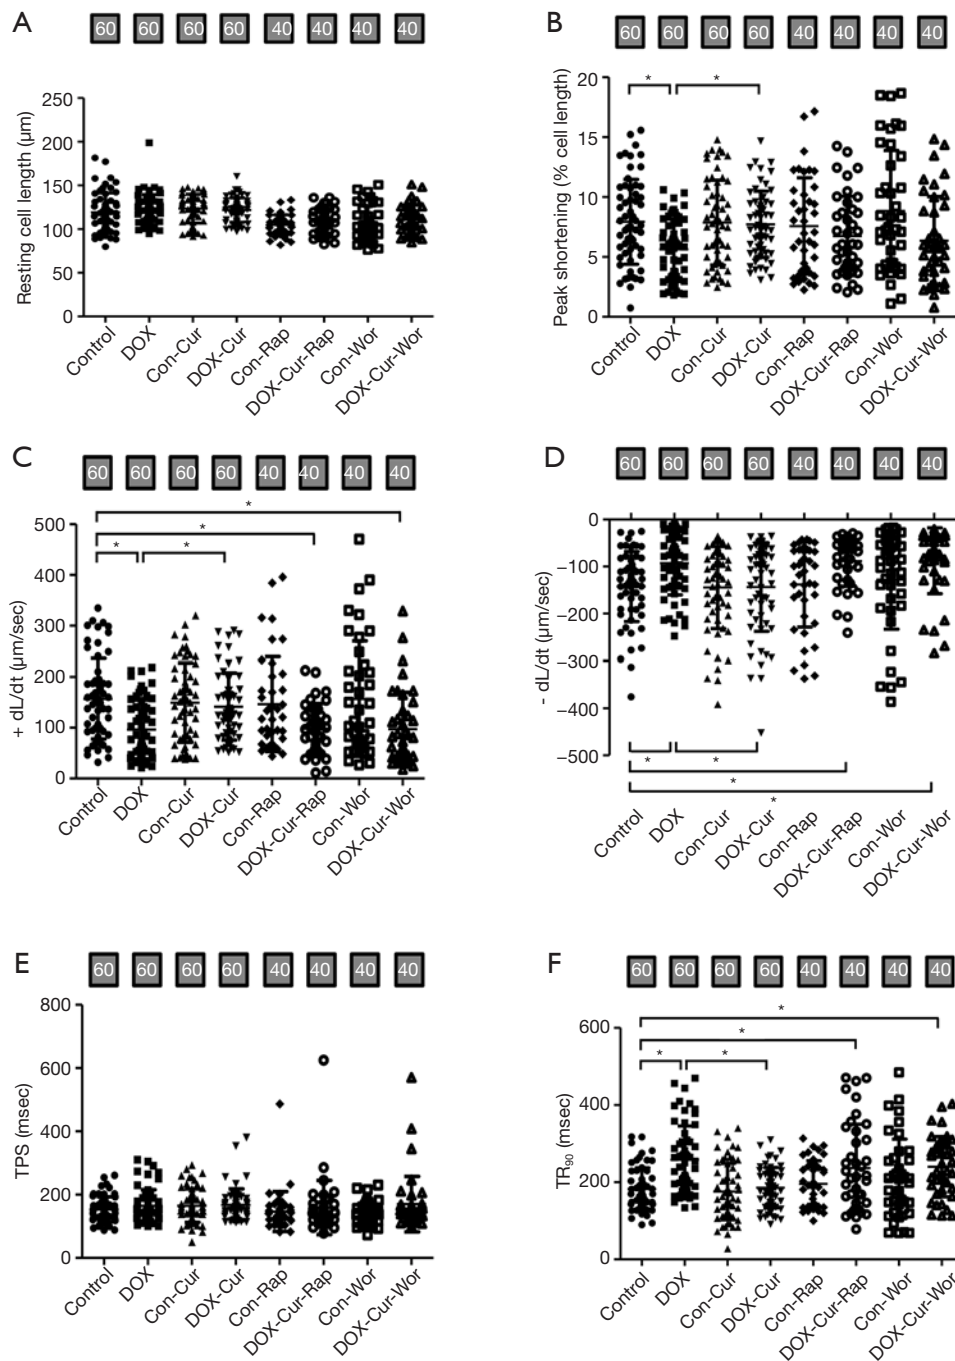 A
60 60 60 60 40 40 40 40
Resting cell length (µm)
250
200
150
100
50
0
Control DOX Con-Cur DOX-Cur Con-Rap DOX-Cur-Rap Con-Wor DOX-Cur-Wor
B
60 60 60 60 40 40 40 40
Peak shortening (% cell length)
20
15
10
5
0
* *
Control DOX Con-Cur DOX-Cur Con-Rap DOX-Cur-Rap Con-Wor DOX-Cur-Wor
C
60 60 60 60 40 40 40 40
+ dL/dt (µm/sec)
500
400
300
200
100
0
*
*
* *
Control DOX Con-Cur DOX-Cur Con-Rap DOX-Cur-Rap Con-Wor DOX-Cur-Wor
D
60 60 60 60 40 40 40 40
- dL/dt (µm/sec)
0
−100
−200
−300
−400
−500
* *
*
Control DOX Con-Cur DOX-Cur Con-Rap DOX-Cur-Rap Con-Wor DOX-Cur-Wor
E
60 60 60 60 40 40 40 40
TPS (msec)
800
600
400
200
0
Control DOX Con-Cur DOX-Cur Con-Rap DOX-Cur-Rap Con-Wor DOX-Cur-Wor
F
60 60 60 60 40 40 40 40
TR90 (msec)
600
400
200
0
*
*
* *
Control DOX Con-Cur DOX-Cur Con-Rap DOX-Cur-Rap Con-Wor DOX-Cur-Wor